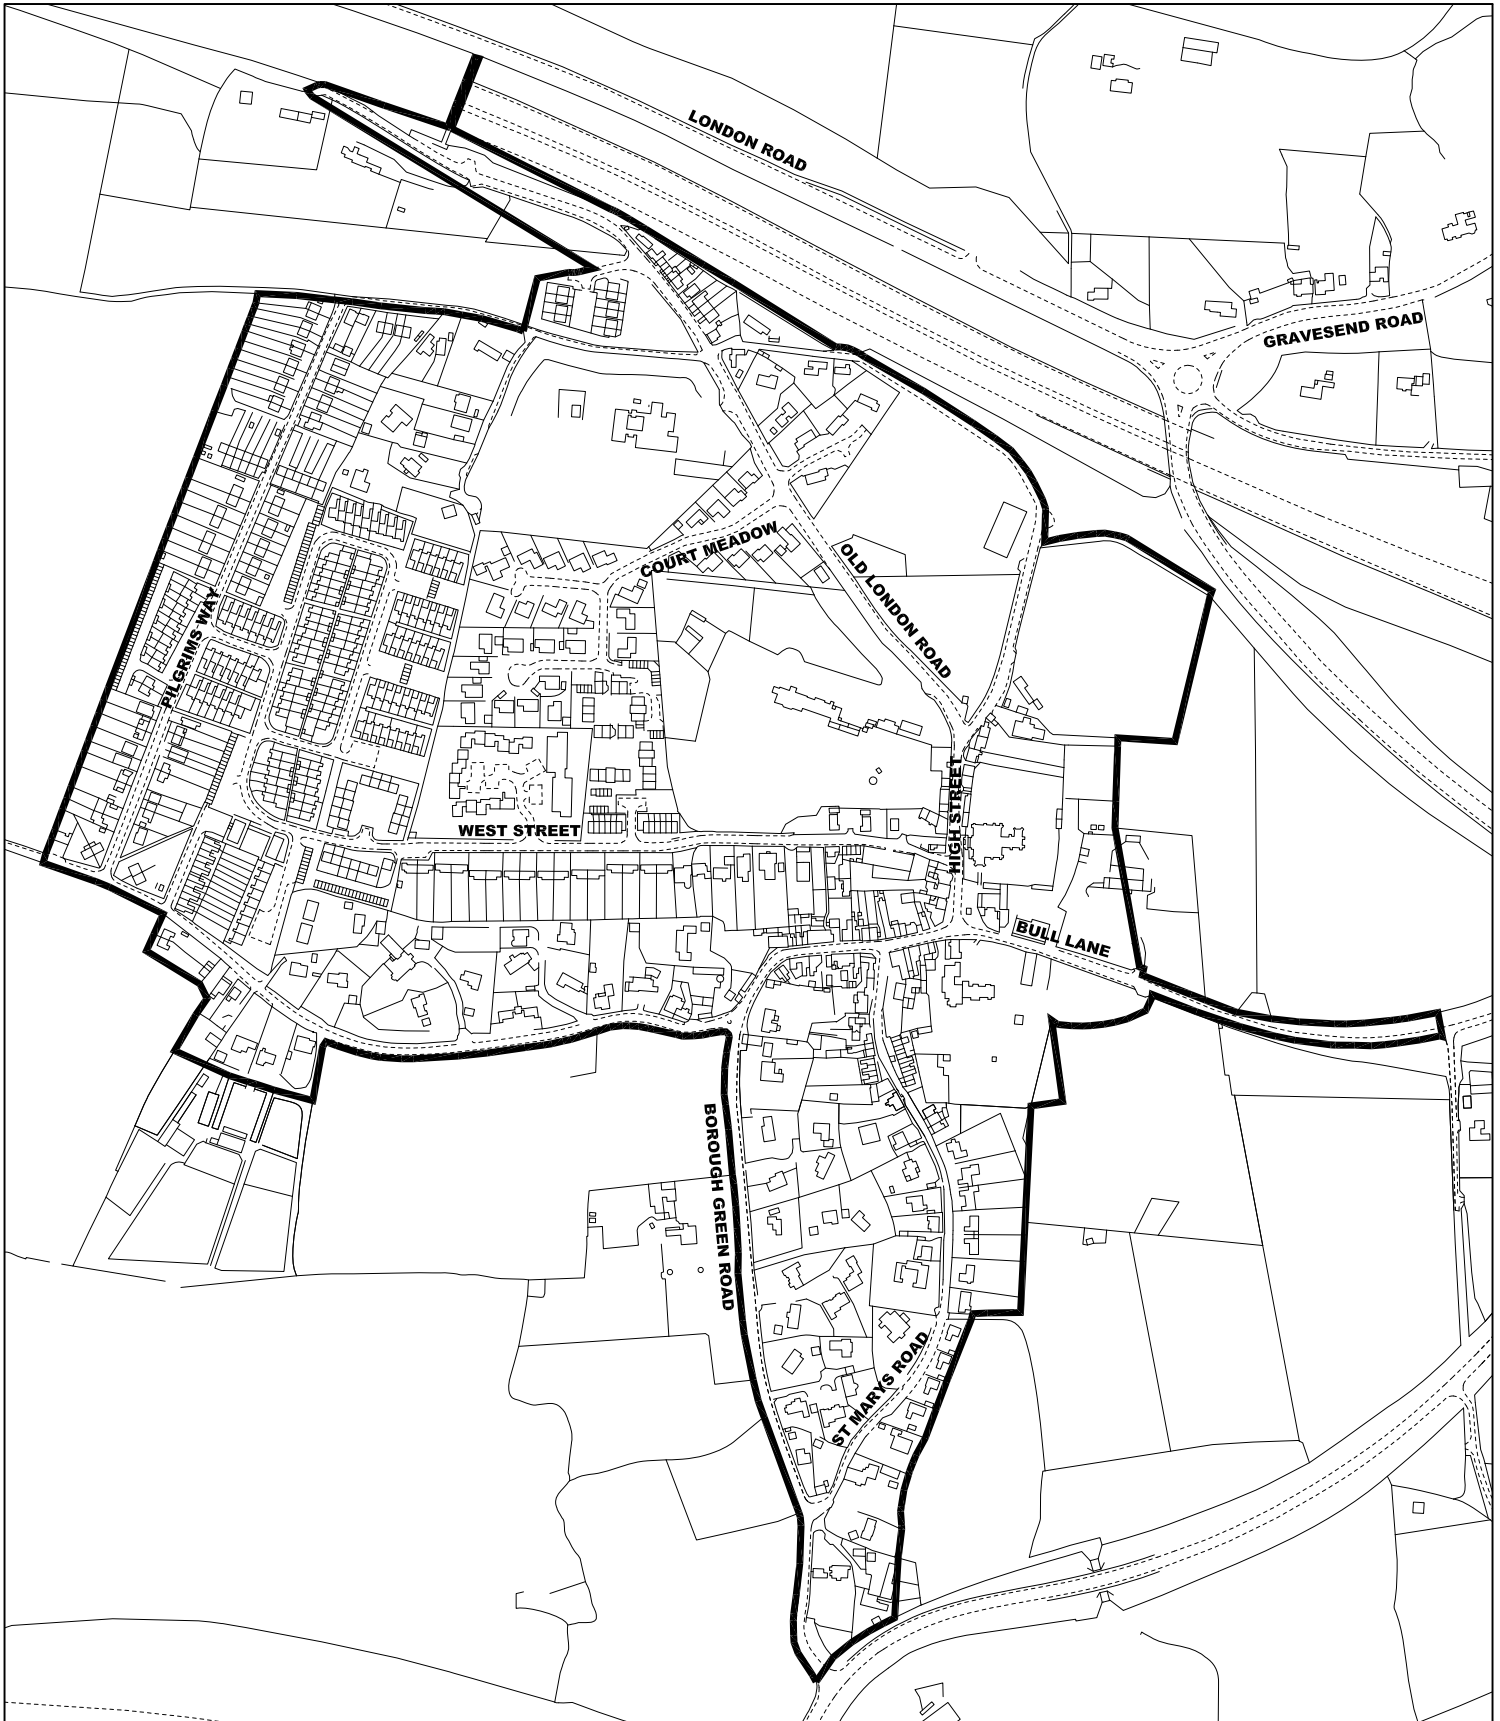 LONDON ROAD
GRAVESEND ROAD
COURT MEADOW
OLD LONDON ROAD
PILGRIMS WAY
HIGH STREET
WEST STREET
BULL LANE
BOROUGH GREEN ROAD
ST MARYS ROAD